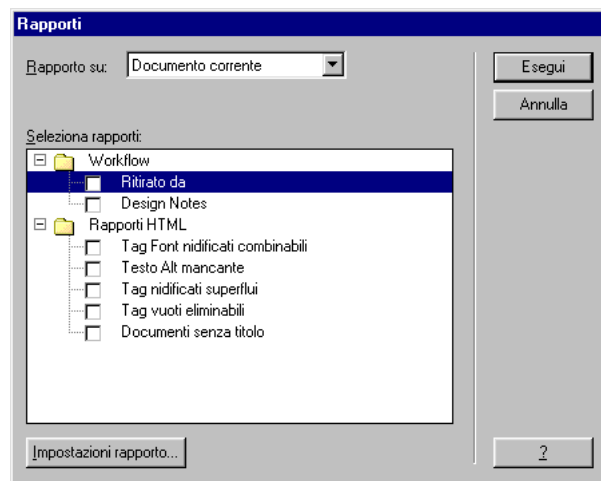 Rapporti
Rapporto su: Documento corrente
Esegui
Annulla
Seleziona rapporti:
Workflow
Ritirato da
Design Notes
Rapporti HTML
Tag Font nidificati combinabili
Testo Alt mancante
Tag nidificati superflui
Tag vuoti eliminabili
Documenti senza titolo
Impostazioni rapporto...
?